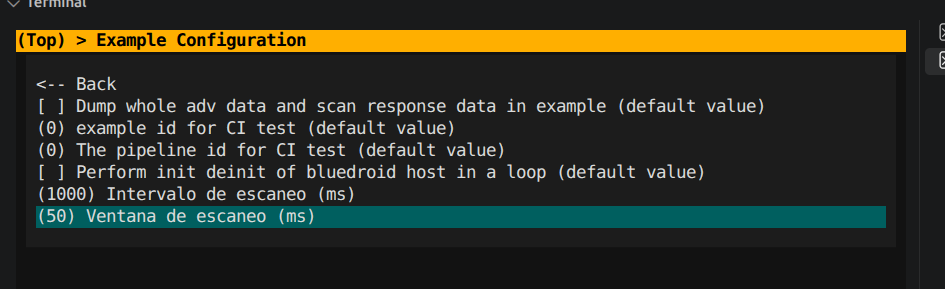 Terminal
(Top) > Example Configuration
<-- Back
[ ] Dump whole adv data and scan response data in example (default value)
(0) example id for CI test (default value)
(0) The pipeline id for CI test (default value)
[ ] Perform init deinit of bluedroid host in a loop (default value)
(1000) Intervalo de escaneo (ms)
(50) Ventana de escaneo (ms)